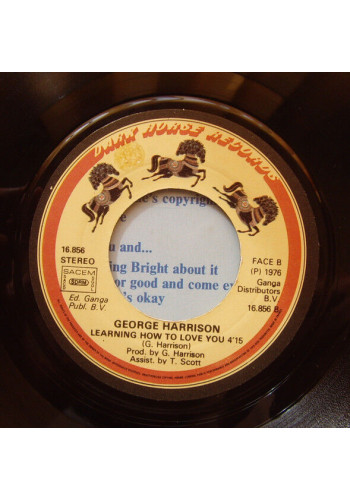 DARK HORSE RECORDS
16.856
STEREO
SACEM
Ed. Ganga
Publ. B.V.
FACE B
(P) 1976
Ganga
Distributors
B.V.
16.856 B
's copyrig
u and...
ng Bright about it
or good and come e
's okay
GEORGE HARRISON
LEARNING HOW TO LOVE YOU 4'15
(G. Harrison)
Prod. by G. Harrison
Assist. by T. Scott